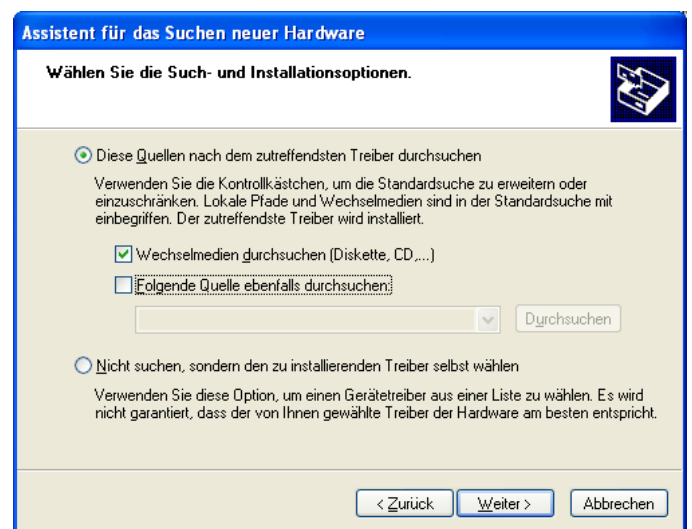 Assistent für das Suchen neuer Hardware
Wählen Sie die Such- und Installationsoptionen.
Diese Quellen nach dem zutreffendsten Treiber durchsuchen
Verwenden Sie die Kontrollkästchen, um die Standardsuche zu erweitern oder
einzuschränken. Lokale Pfade und Wechselmedien sind in der Standardsuche mit
einbegriffen. Der zutreffendste Treiber wird installiert.
Wechselmedien durchsuchen (Diskette, CD,...)
Folgende Quelle ebenfalls durchsuchen:
Durchsuchen
Nicht suchen, sondern den zu installierenden Treiber selbst wählen
Verwenden Sie diese Option, um einen Gerätetreiber aus einer Liste zu wählen. Es wird
nicht garantiert, dass der von Ihnen gewählte Treiber der Hardware am besten entspricht.
< Zurück Weiter > Abbrechen